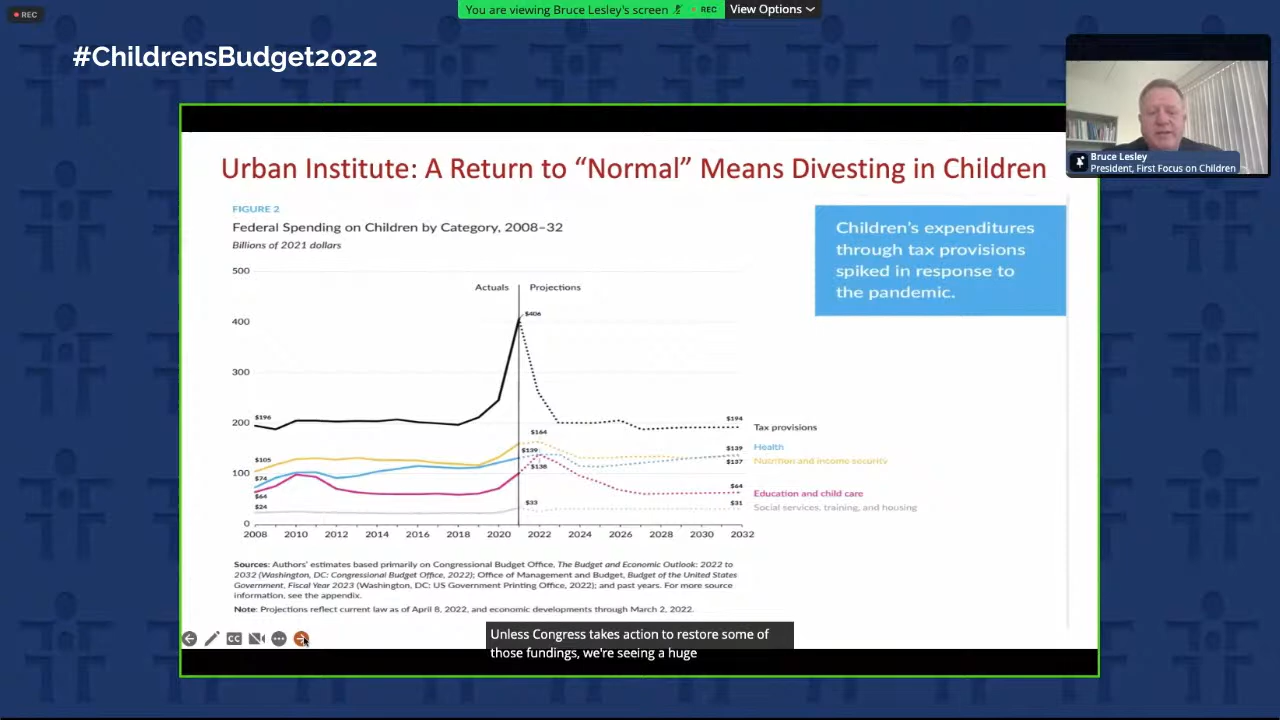 REC
You are viewing Bruce Lesley's screen
REC
View Options
#ChildrensBudget2022
Bruce Lesley
President, First Focus on Children
Urban Institute: A Return to “Normal” Means Divesting in Children
FIGURE 2
Federal Spending on Children by Category, 2008–32
Billions of 2021 dollars
Children's expenditures
through tax provisions
spiked in response to
the pandemic.
500
Actuals
Projections
$406
400
300
200
$196
$194
Tax provisions
$164
$139
Health
$105
$139
$137
Nutrition and income security
100
$74
$138
$64
$64
Education and child care
$24
$33
$31
Social services, training, and housing
0
2008 2010 2012 2014 2016 2018 2020 2022 2024 2026 2028 2030 2032
Sources: Authors' estimates based primarily on Congressional Budget Office, The Budget and Economic Outlook: 2022 to
2032 (Washington, DC: Congressional Budget Office, 2022); Office of Management and Budget, Budget of the United States
Government, Fiscal Year 2023 (Washington, DC: US Government Printing Office, 2022); and past years. For more source
information, see the appendix.
Note: Projections reflect current law as of April 8, 2022, and economic developments through March 2, 2022.
CC
Unless Congress takes action to restore some of
those fundings, we're seeing a huge